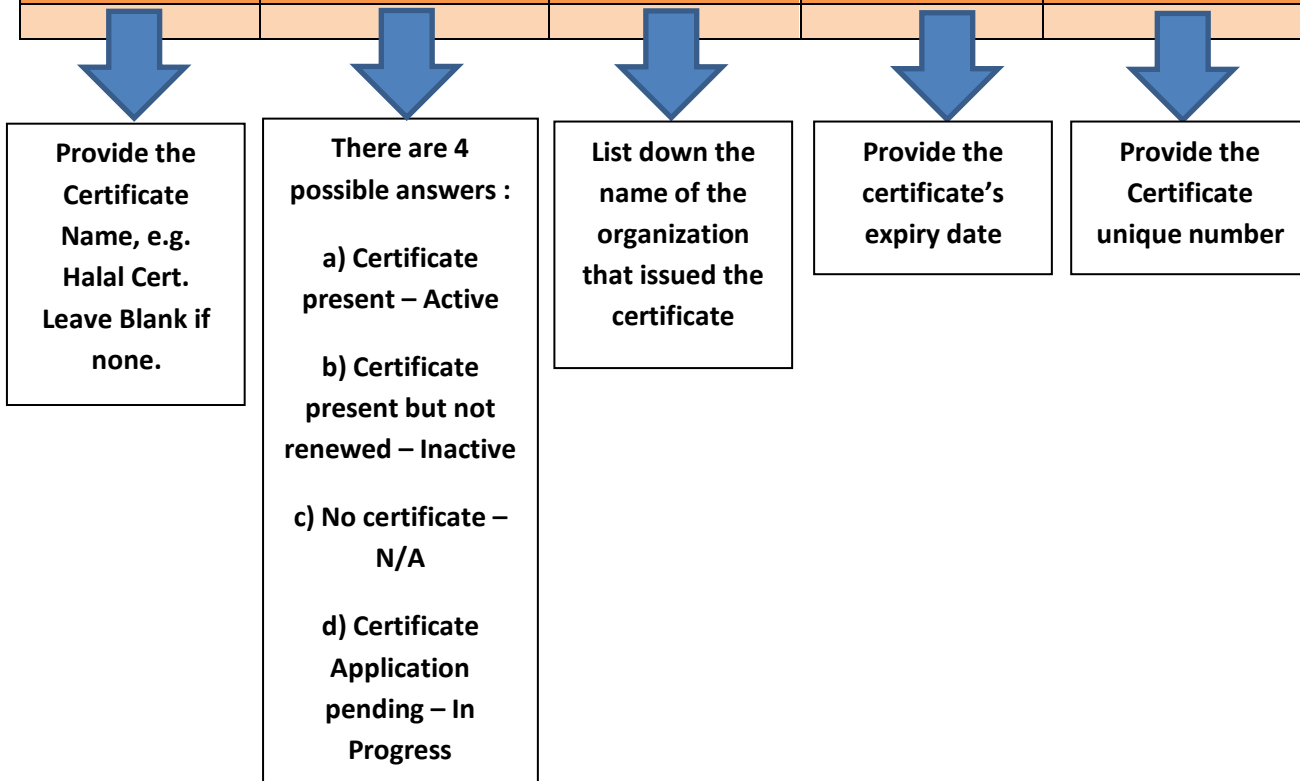 Provide the
Certificate
Name, e.g.
Halal Cert.
Leave Blank if
none.
There are 4
possible answers :
a) Certificate
present – Active
b) Certificate
present but not
renewed – Inactive
c) No certificate –
N/A
d) Certificate
Application
pending – In
Progress
List down the
name of the
organization
that issued the
certificate
Provide the
certificate’s
expiry date
Provide the
Certificate
unique number